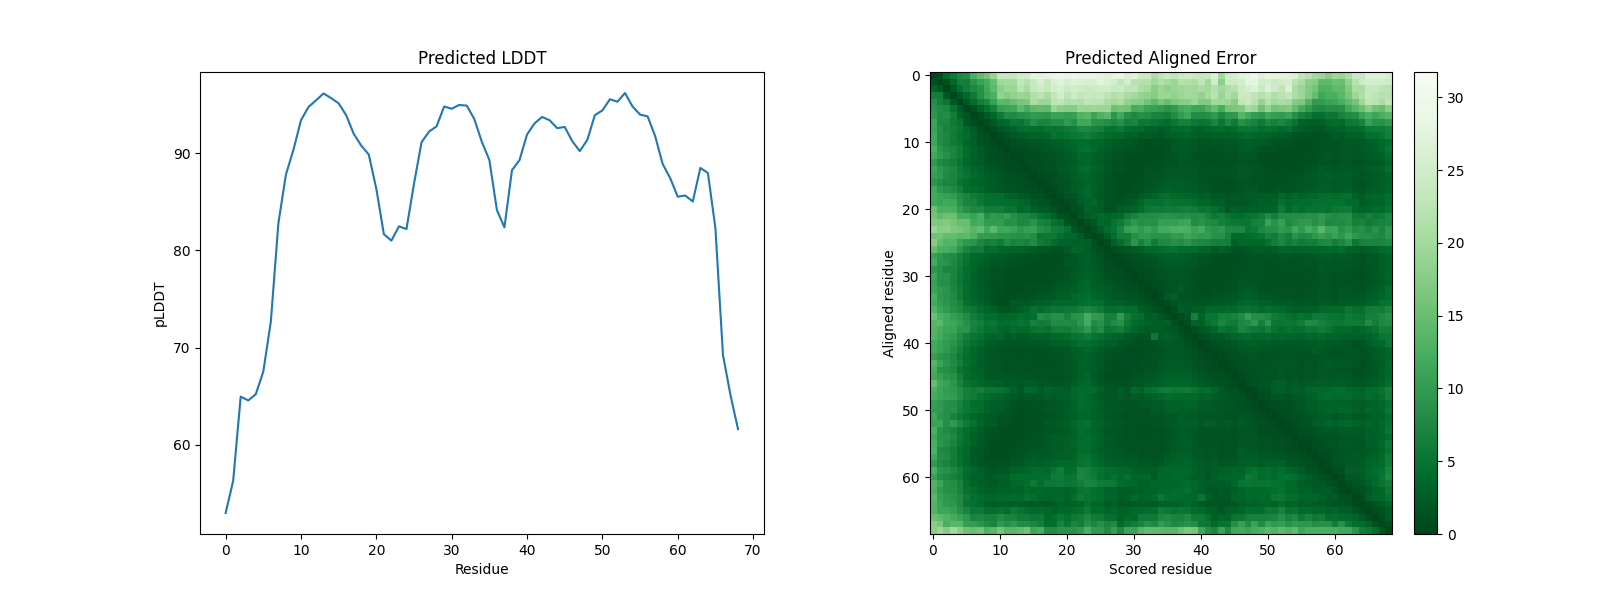 Predicted LDDT
pLDDT
90
80
70
60
0 10 20 30 40 50 60 70
Residue
Predicted Aligned Error
Aligned residue
0
10
20
30
40
50
60
0 10 20 30 40 50 60
Scored residue
30
25
20
15
10
5
0